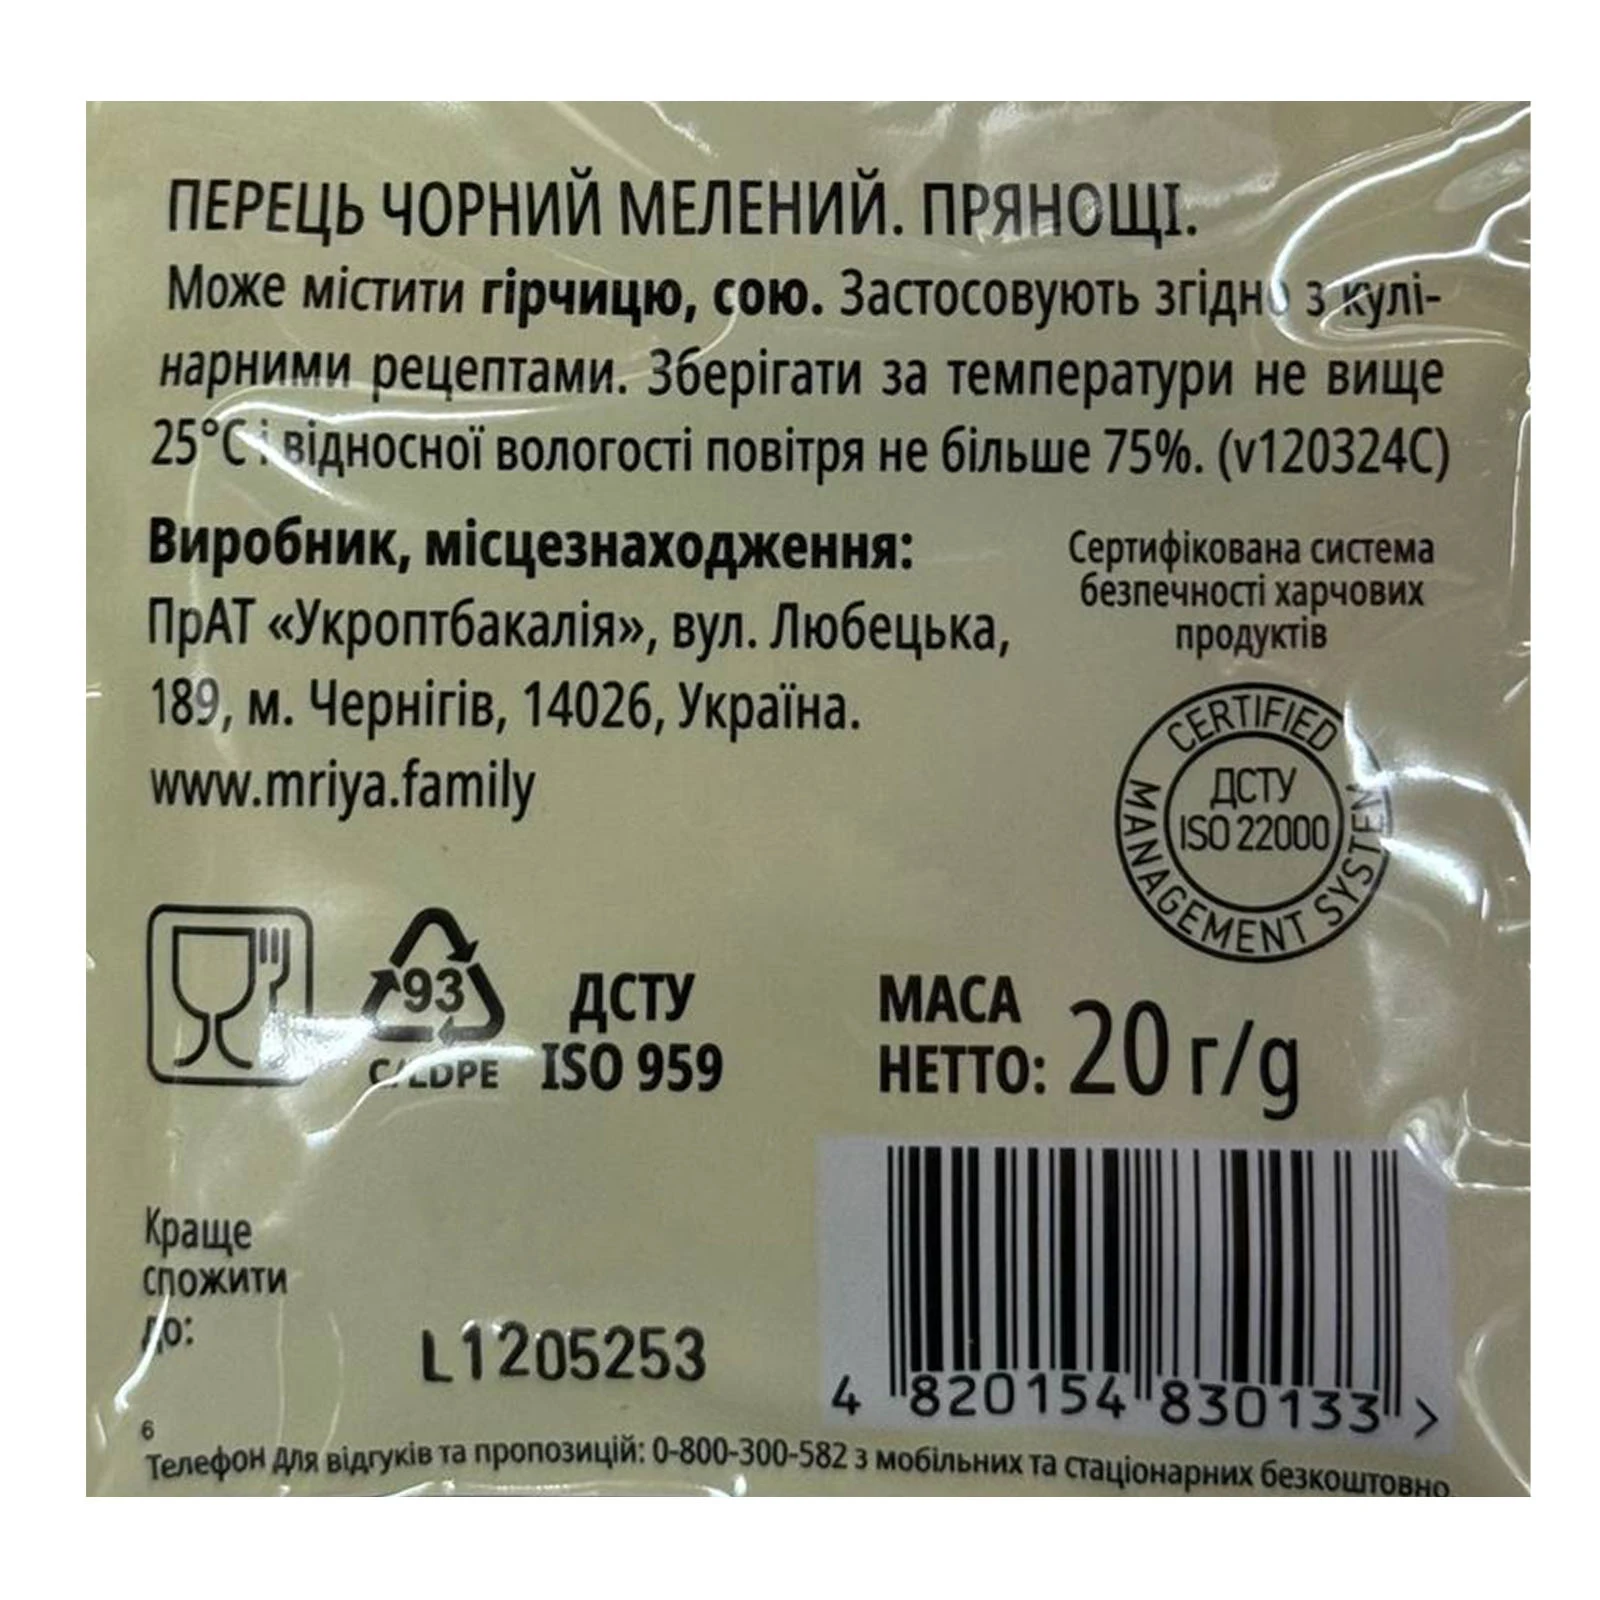 ПЕРЕЦЬ ЧОРНИЙ МЕЛЕНИЙ. ПРЯНОЩІ.
Може містити гірчицю, сою. Застосовують згідно з кулі-
нарними рецептами. Зберігати за температури не вище
25°С і відносної вологості повітря не більше 75%. (v120324C)
Виробник, місцезнаходження:
ПрАТ «Укроптбакалія», вул. Любецька,
189, м. Чернігів, 14026, Україна.
www.mriya.family
Сертифікована система
безпечності харчових
продуктів
CERTIFIED
MANAGEMENT SYSTEM
ДСТУ
ISO 22000
93
C/LDPE
ДСТУ
ISO 959
МАСА
НЕТТО: 20 г/g
Краще
спожити
до:
L1205253
4 820154 830133 >
6
Телефон для відгуків та пропозицій: 0-800-300-582 з мобільних та стаціонарних безкоштовно